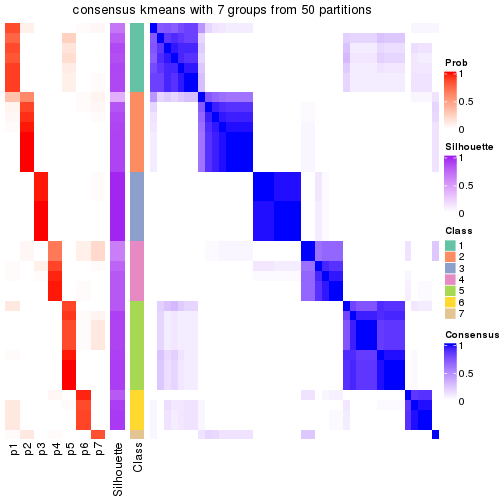 consensus kmeans with 7 groups from 50 partitions
Prob
1
0.5
0
Silhouette
1
0.5
0
Class
1
2
3
4
5
6
7
Consensus
1
0.5
0
p1
p2
p3
p4
p5
p6
p7
Silhouette
Class